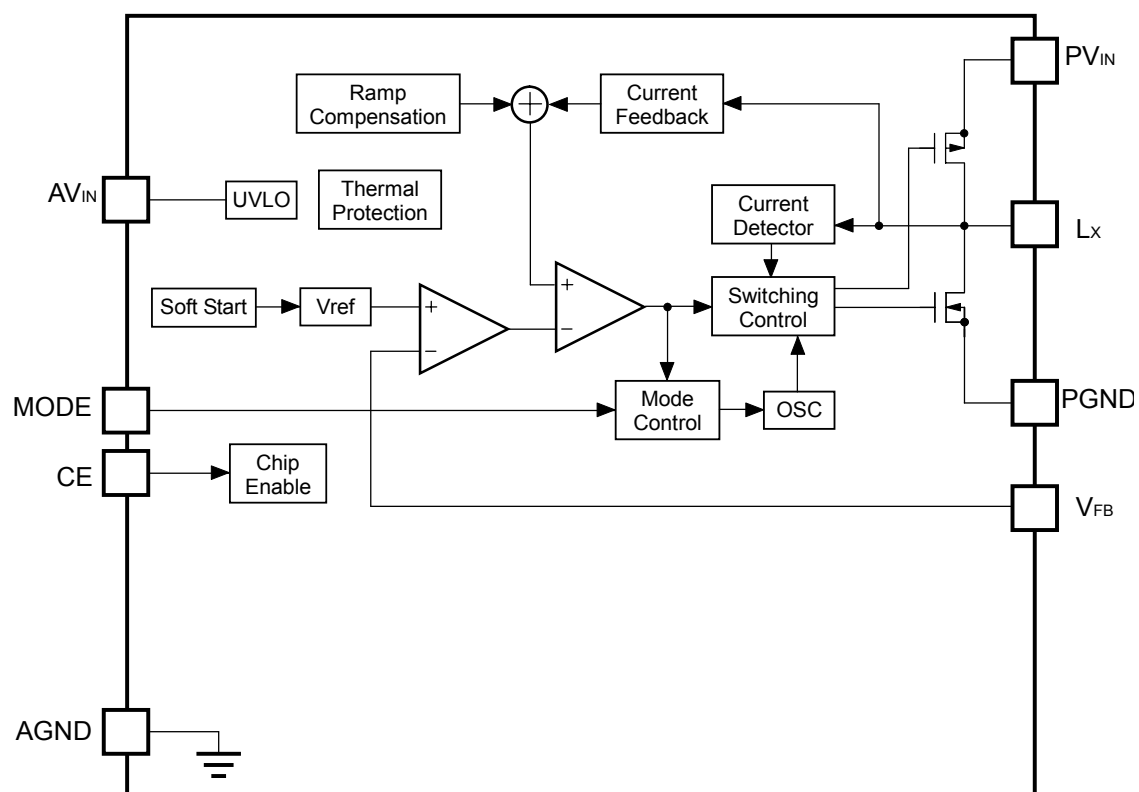 PVIN
Ramp
Compensation
+
Current
Feedback
AVIN
UVLO
Thermal
Protection
Current
Detector
LX
Soft Start
Vref
+
−
+
−
Switching
Control
MODE
Mode
Control
OSC
PGND
CE
Chip
Enable
VFB
AGND